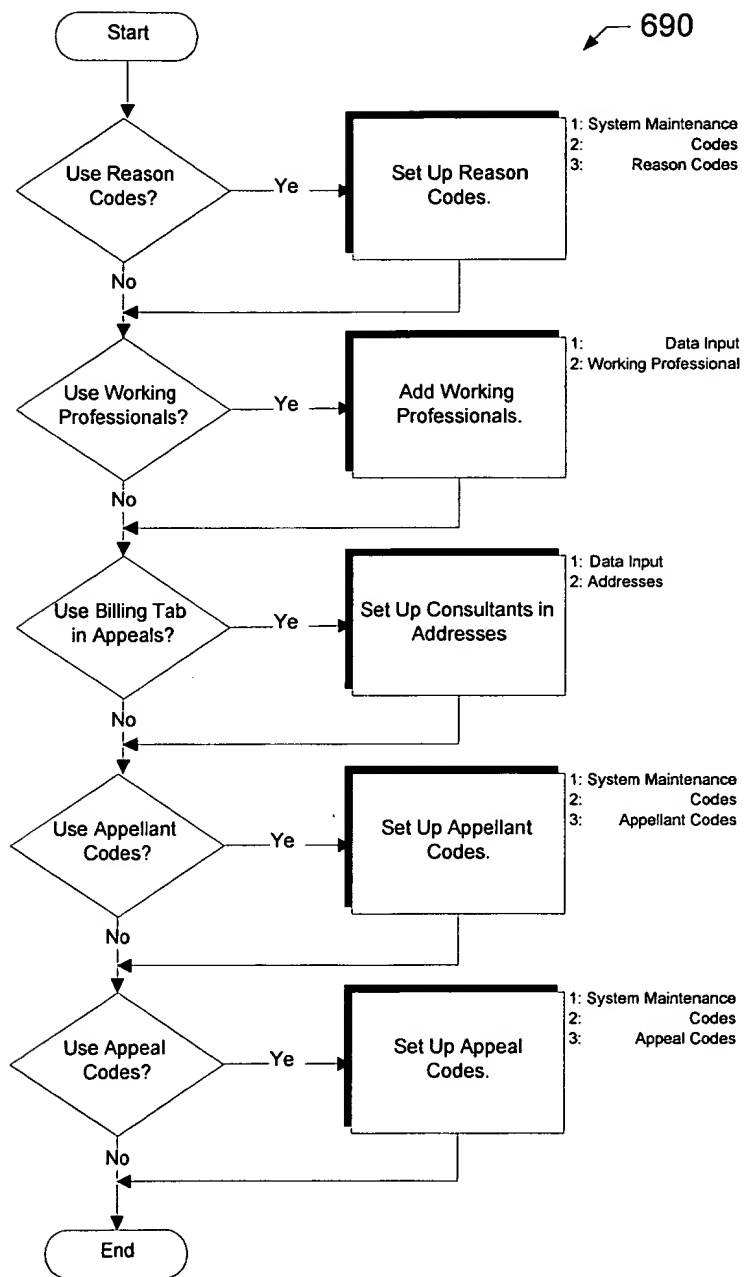 Start
690
Use Reason
Codes?
Ye
Set Up Reason
Codes.
1: System Maintenance
2: Codes
3: Reason Codes
No
Use Working
Professionals?
Ye
Add Working
Professionals.
1: Data Input
2: Working Professional
No
Use Billing Tab
in Appeals?
Ye
Set Up Consultants in
Addresses
1: Data Input
2: Addresses
No
Use Appellant
Codes?
Ye
Set Up Appellant
Codes.
1: System Maintenance
2: Codes
3: Appellant Codes
No
Use Appeal
Codes?
Ye
Set Up Appeal
Codes.
1: System Maintenance
2: Codes
3: Appeal Codes
No
End